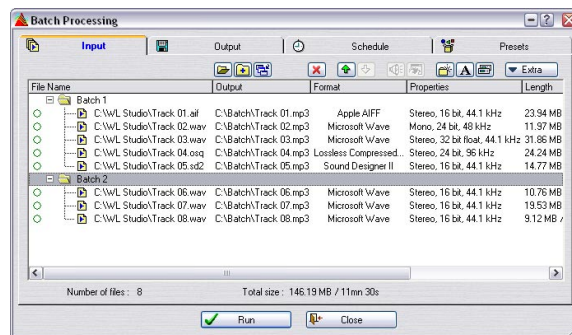 Batch Processing
Input Output Schedule Presets
A Extra
File Name Output Format Properties Length
Batch 1
C:\WL Studio\Track 01.aif C:\Batch\Track 01.mp3 Apple AIFF Stereo, 16 bit, 44.1 kHz 23.94 MB
C:\WL Studio\Track 02.wav C:\Batch\Track 02.mp3 Microsoft Wave Mono, 24 bit, 48 kHz 11.97 MB
C:\WL Studio\Track 03.wav C:\Batch\Track 03.mp3 Microsoft Wave Stereo, 32 bit float, 44.1 kHz 31.86 MB
C:\WL Studio\Track 04.osq C:\Batch\Track 04.mp3 Lossless Compressed... Stereo, 24 bit, 96 kHz 24.24 MB
C:\WL Studio\Track 05.sd2 C:\Batch\Track 05.mp3 Sound Designer II Stereo, 16 bit, 44.1 kHz 14.77 MB
Batch 2
C:\WL Studio\Track 06.wav C:\Batch\Track 06.mp3 Microsoft Wave Stereo, 16 bit, 44.1 kHz 10.76 MB
C:\WL Studio\Track 07.wav C:\Batch\Track 07.mp3 Microsoft Wave Stereo, 16 bit, 44.1 kHz 19.53 MB
C:\WL Studio\Track 08.wav C:\Batch\Track 08.mp3 Microsoft Wave Stereo, 16 bit, 44.1 kHz 9.12 MB /
Number of files : 8 Total size : 146.19 MB / 11mn 30s
Run Close